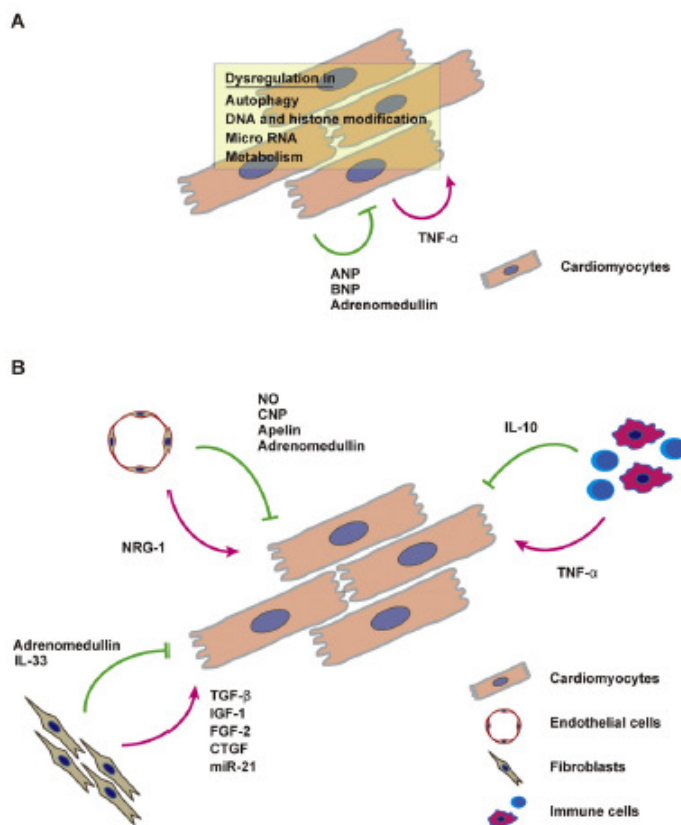 A
Dysregulation in
Autophagy
DNA and histone modification
Micro RNA
Metabolism
TNF-α
ANP
BNP
Adrenomedullin
Cardiomyocytes
B
NO
CNP
Apelin
Adrenomedullin
IL-10
NRG-1
TNF-α
Adrenomedullin
IL-33
TGF-β
IGF-1
FGF-2
CTGF
miR-21
Cardiomyocytes
Endothelial cells
Fibroblasts
Immune cells